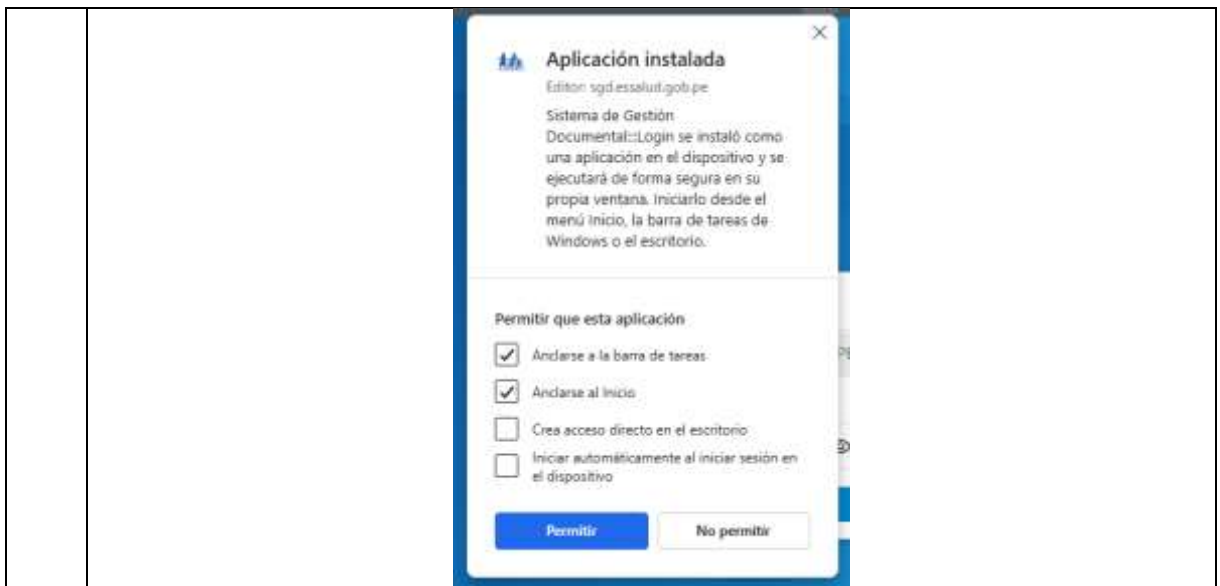 Aplicación instalada
Editor: sgd.essalud.gob.pe
Sistema de Gestión
Documental::Login se instaló como
una aplicación en el dispositivo y se
ejecutará de forma segura en su
propia ventana. Iniciarlo desde el
menú Inicio, la barra de tareas de
Windows o el escritorio.
Permitir que esta aplicación
Anclarse a la barra de tareas
Anclarse al Inicio
Crea acceso directo en el escritorio
Iniciar automáticamente al iniciar sesión en
el dispositivo
Permitir
No permitir